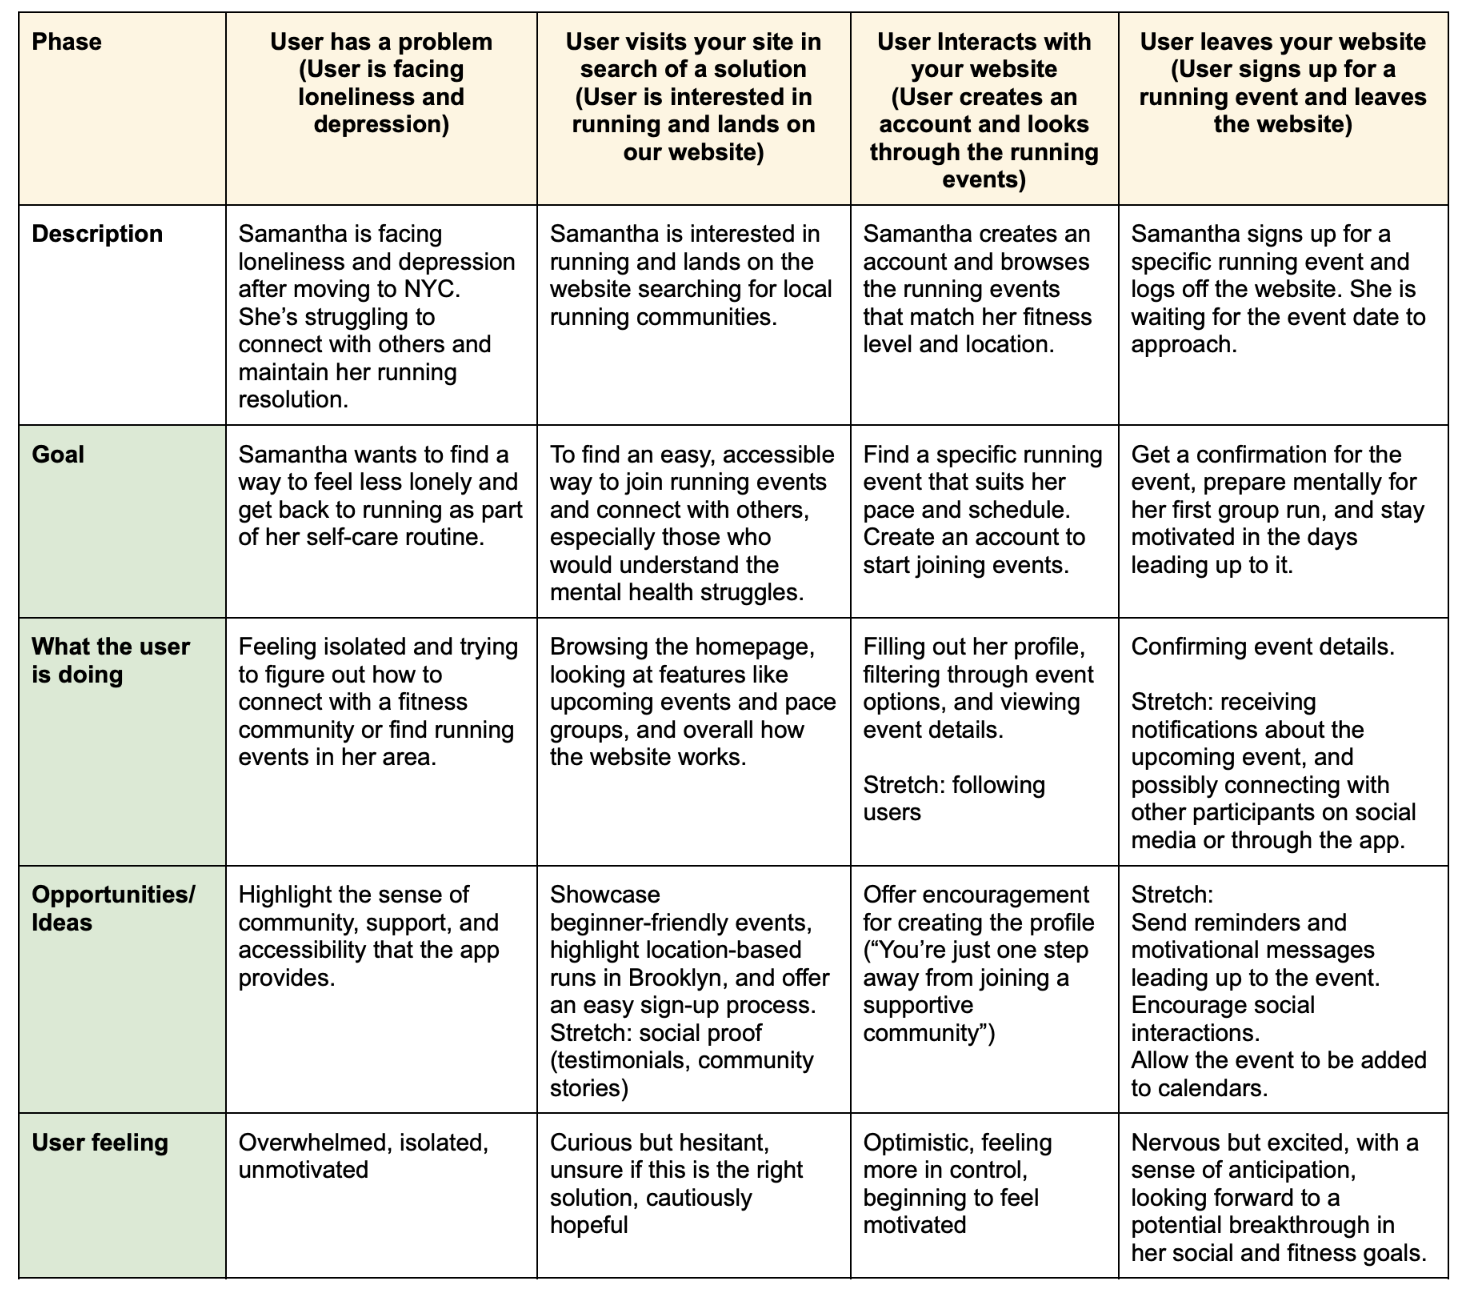 Phase
User has a problem
(User is facing
loneliness and
depression)
User visits your site in
search of a solution
(User is interested in
running and lands on
our website)
User Interacts with
your website
(User creates an
account and looks
through the running
events)
User leaves your website
(User signs up for a
running event and leaves
the website)
Description
Samantha is facing
loneliness and depression
after moving to NYC.
She’s struggling to
connect with others and
maintain her running
resolution.
Samantha is interested in
running and lands on the
website searching for local
running communities.
Samantha creates an
account and browses
the running events
that match her fitness
level and location.
Samantha signs up for a
specific running event and
logs off the website. She is
waiting for the event date to
approach.
Goal
Samantha wants to find a
way to feel less lonely and
get back to running as part
of her self-care routine.
To find an easy, accessible
way to join running events
and connect with others,
especially those who
would understand the
mental health struggles.
Find a specific running
event that suits her
pace and schedule.
Create an account to
start joining events.
Get a confirmation for the
event, prepare mentally for
her first group run, and stay
motivated in the days
leading up to it.
What the user
is doing
Feeling isolated and trying
to figure out how to
connect with a fitness
community or find running
events in her area.
Browsing the homepage,
looking at features like
upcoming events and pace
groups, and overall how
the website works.
Filling out her profile,
filtering through event
options, and viewing
event details.
Stretch: following
users
Confirming event details.
Stretch: receiving
notifications about the
upcoming event, and
possibly connecting with
other participants on social
media or through the app.
Opportunities/
Ideas
Highlight the sense of
community, support, and
accessibility that the app
provides.
Showcase
beginner-friendly events,
highlight location-based
runs in Brooklyn, and offer
an easy sign-up process.
Stretch: social proof
(testimonials, community
stories)
Offer encouragement
for creating the profile
(“You’re just one step
away from joining a
supportive
community”)
Stretch:
Send reminders and
motivational messages
leading up to the event.
Encourage social
interactions.
Allow the event to be added
to calendars.
User feeling
Overwhelmed, isolated,
unmotivated
Curious but hesitant,
unsure if this is the right
solution, cautiously
hopeful
Optimistic, feeling
more in control,
beginning to feel
motivated
Nervous but excited, with a
sense of anticipation,
looking forward to a
potential breakthrough in
her social and fitness goals.